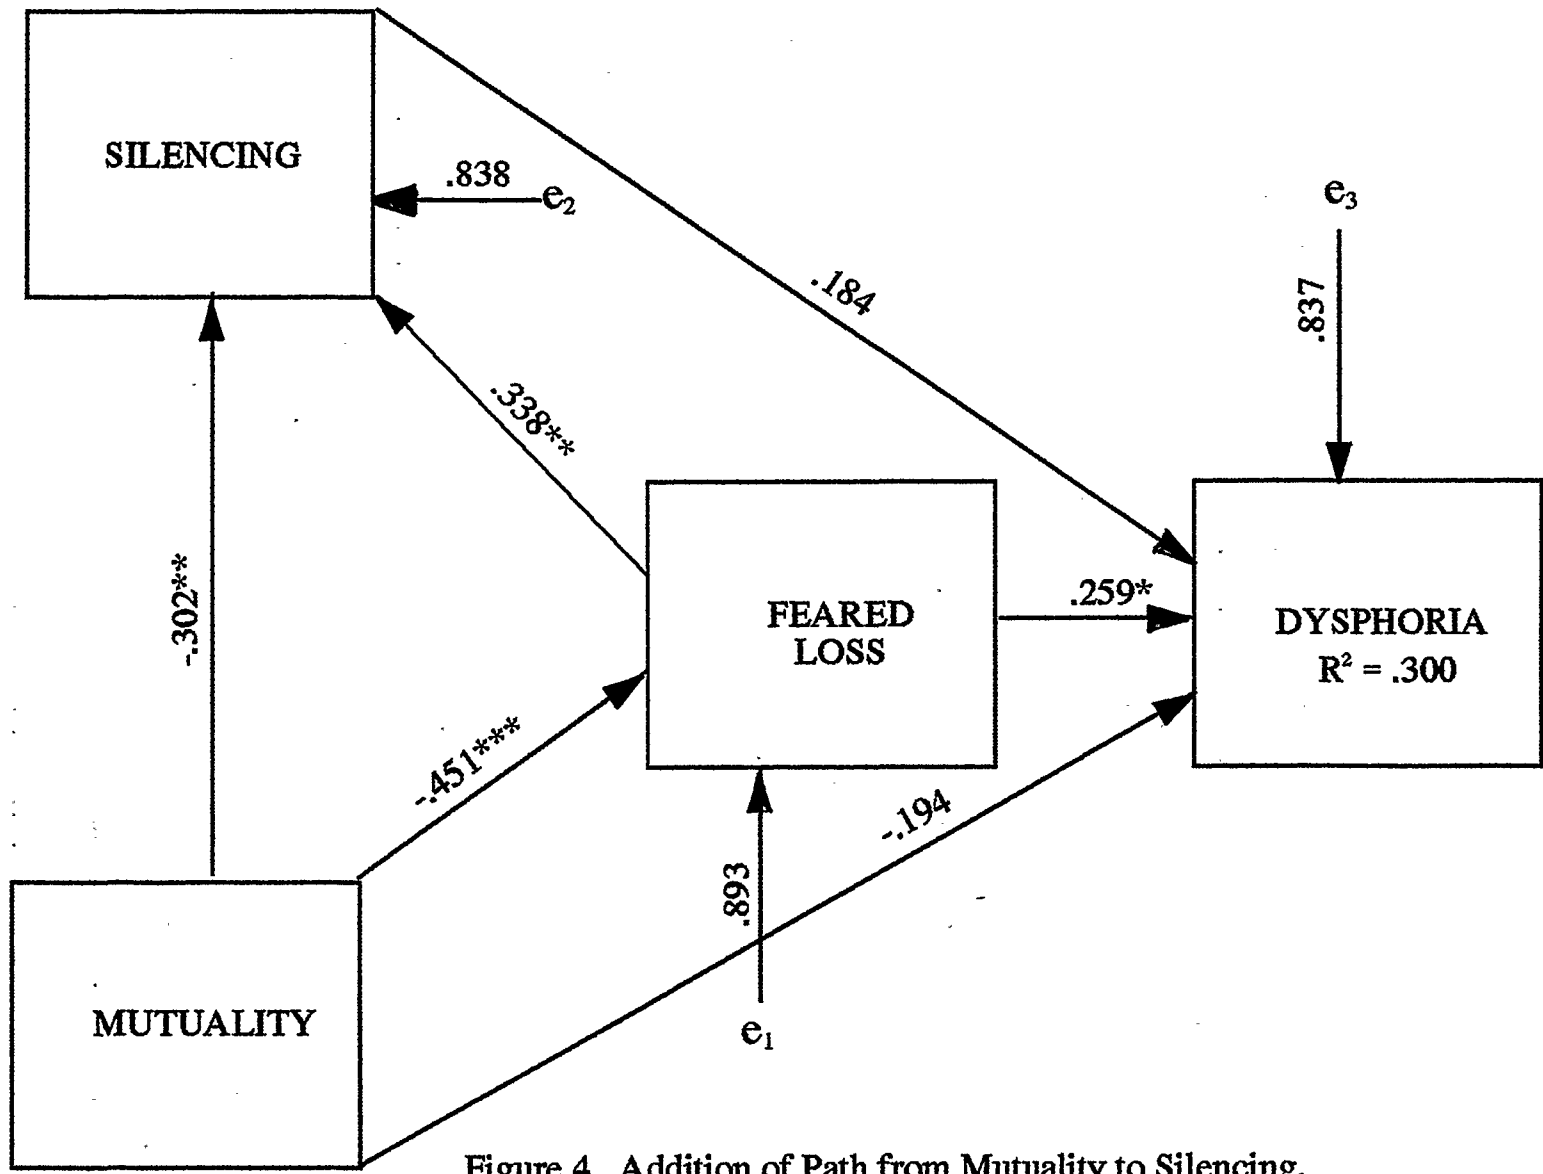 SILENCING
.838
e₂
e₃
.837
.184
.338**
-.302**
FEARED
LOSS
.259*
DYSPHORIA
R² = .300
-.451***
-.194
.893
MUTUALITY
e₁
Figure 4. Addition of Path from Mutuality to Silencing.